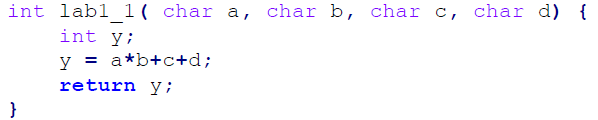 int lab1_1( char a, char b, char c, char d) {
    int y;
    y = a*b+c+d;
    return y;
}